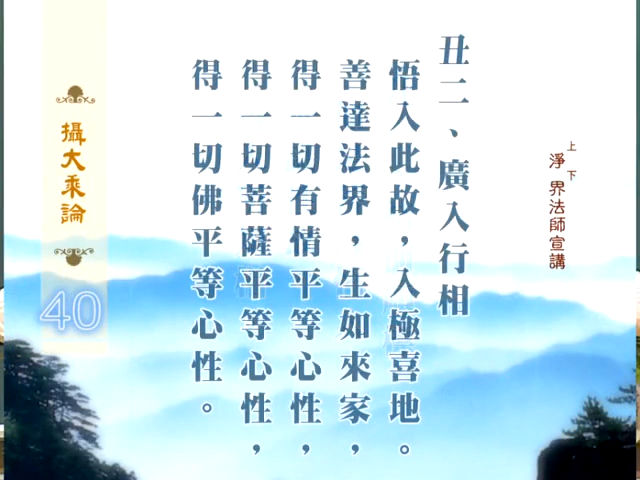 上下
淨界法師宣講
丑二、廣入行相
悟入此故，入極喜地。
善達法界，生如來家，
得一切有情平等心性，
得一切菩薩平等心性，
得一切佛平等心性。
攝大乘論
40